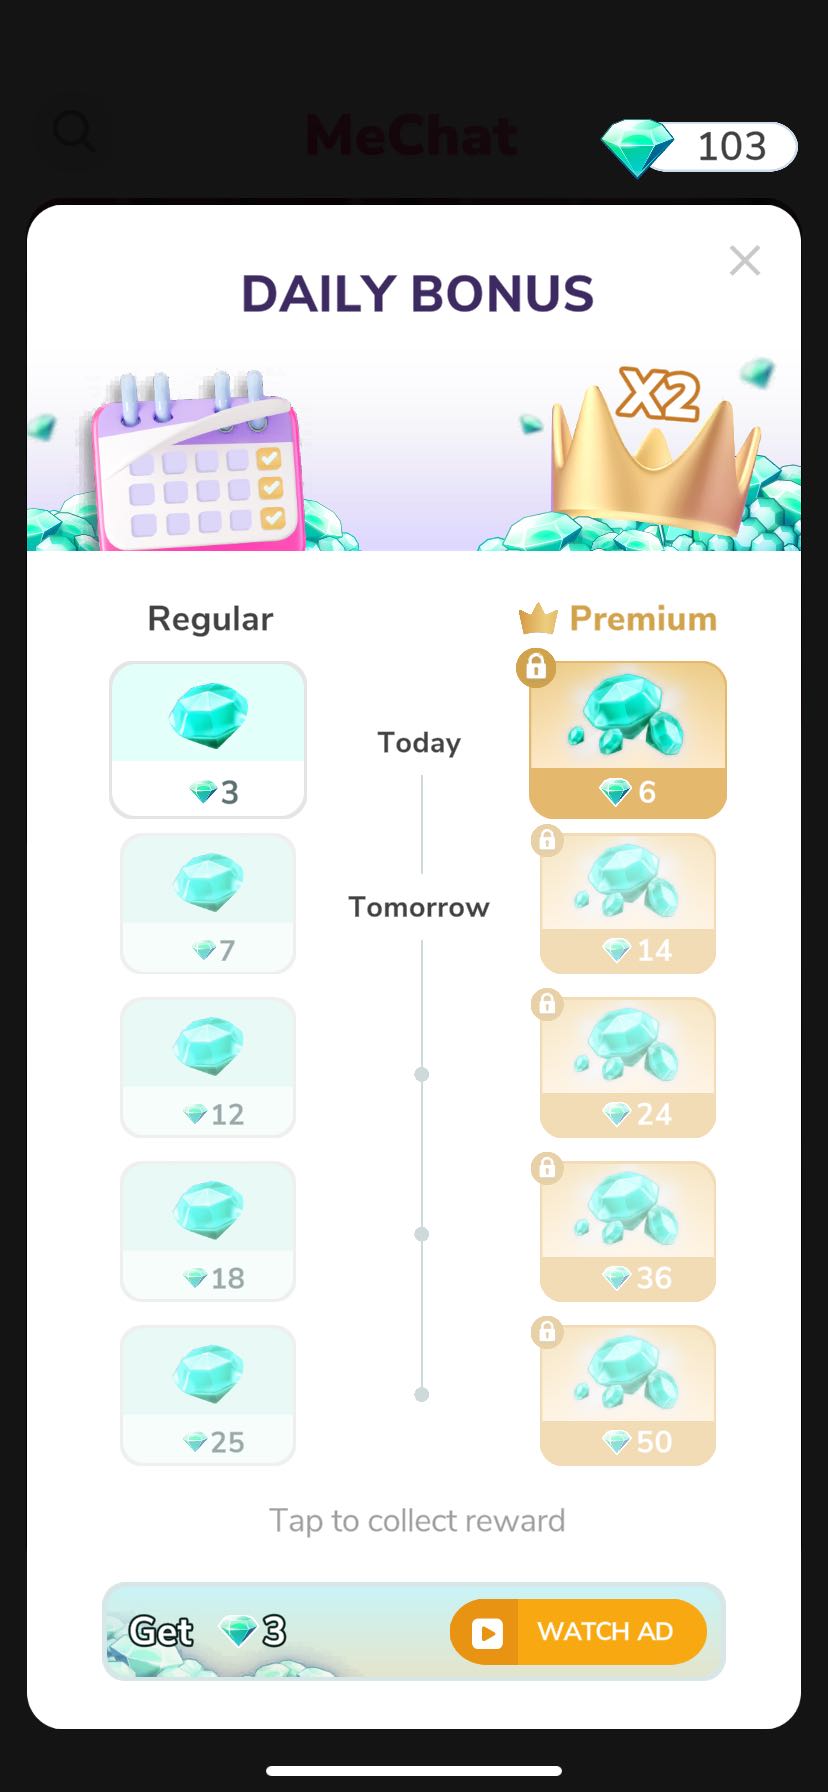 MeChat
103
DAILY BONUS
X2
Regular
Premium
3
Today
6
7
Tomorrow
14
12
24
18
36
25
50
Tap to collect reward
Get 3
WATCH AD